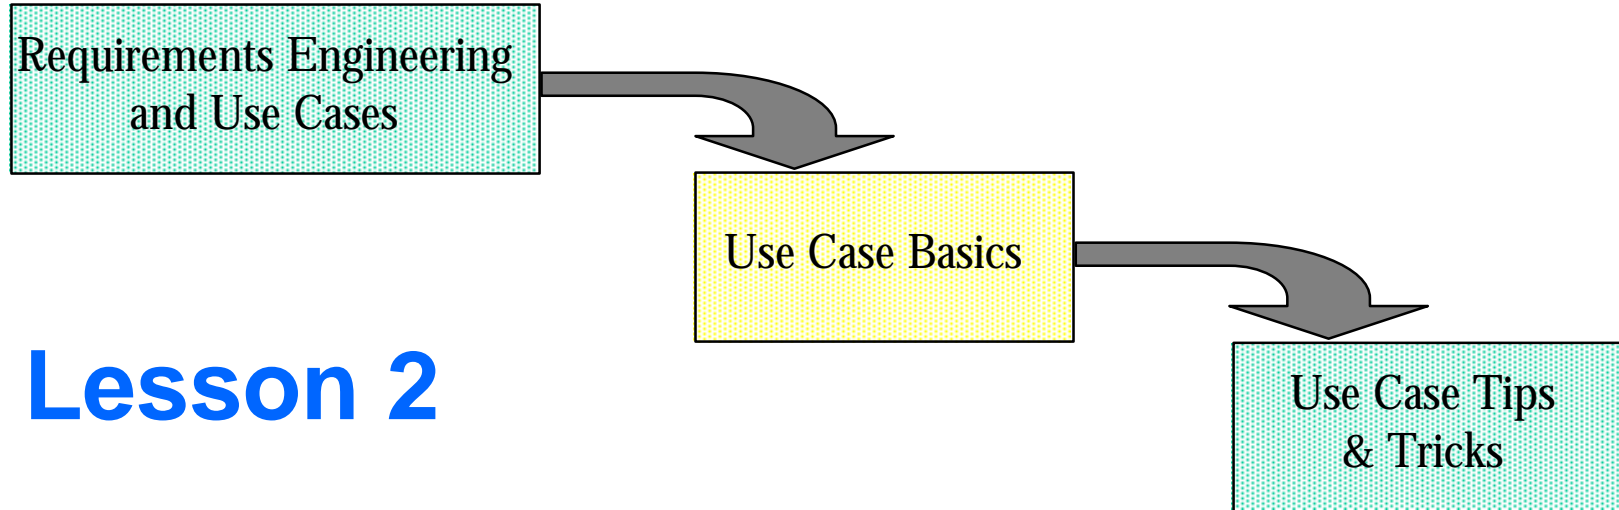 Requirements Engineering
and Use Cases
Use Case Basics
Lesson 2
Use Case Tips
& Tricks